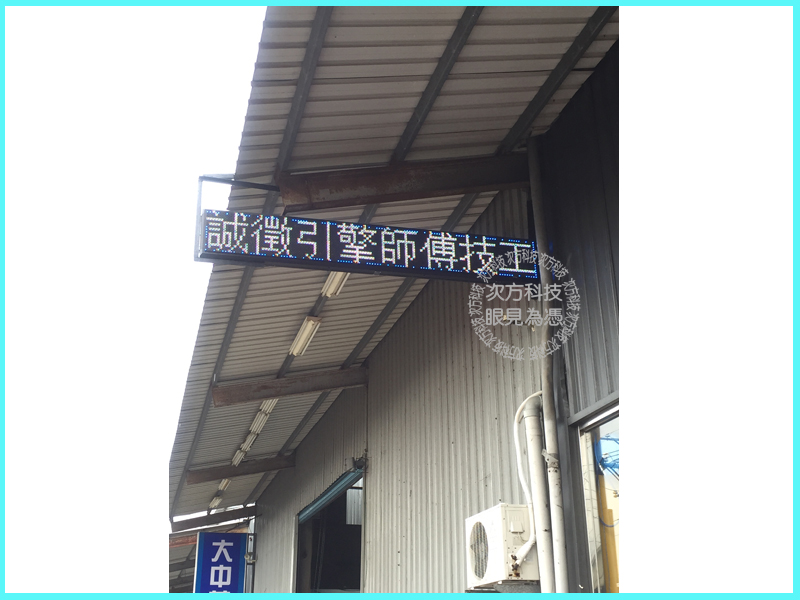 誠徵引擎師傅技工
次方科技
眼見為憑
大中